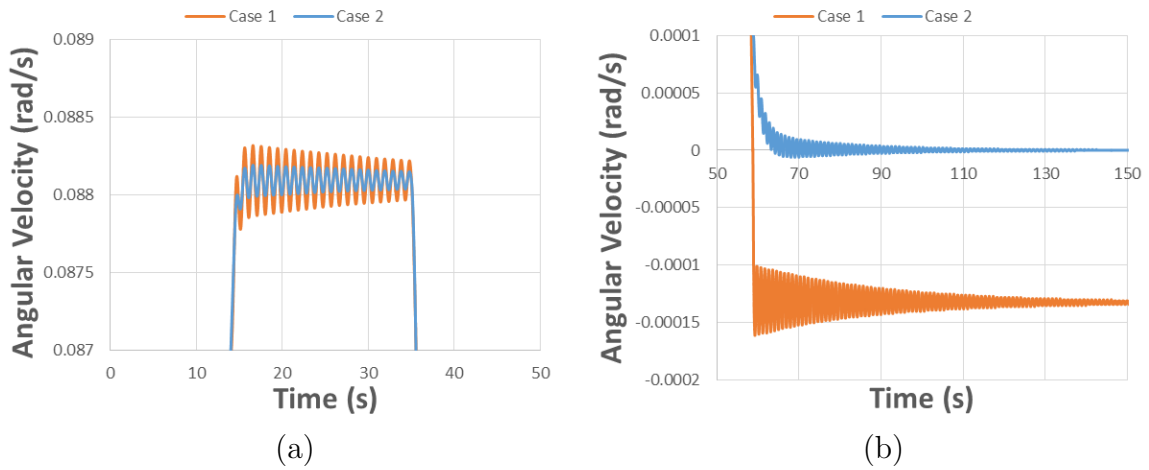 Case 1 Case 2
0.089
0.0885
0.088
0.0875
0.087
Angular Velocity (rad/s)
0 10 20 30 40 50
Time (s)
(a)
Case 1 Case 2
0.0001
0.00005
0
-0.00005
-0.0001
-0.00015
-0.0002
Angular Velocity (rad/s)
50 70 90 110 130 150
Time (s)
(b)